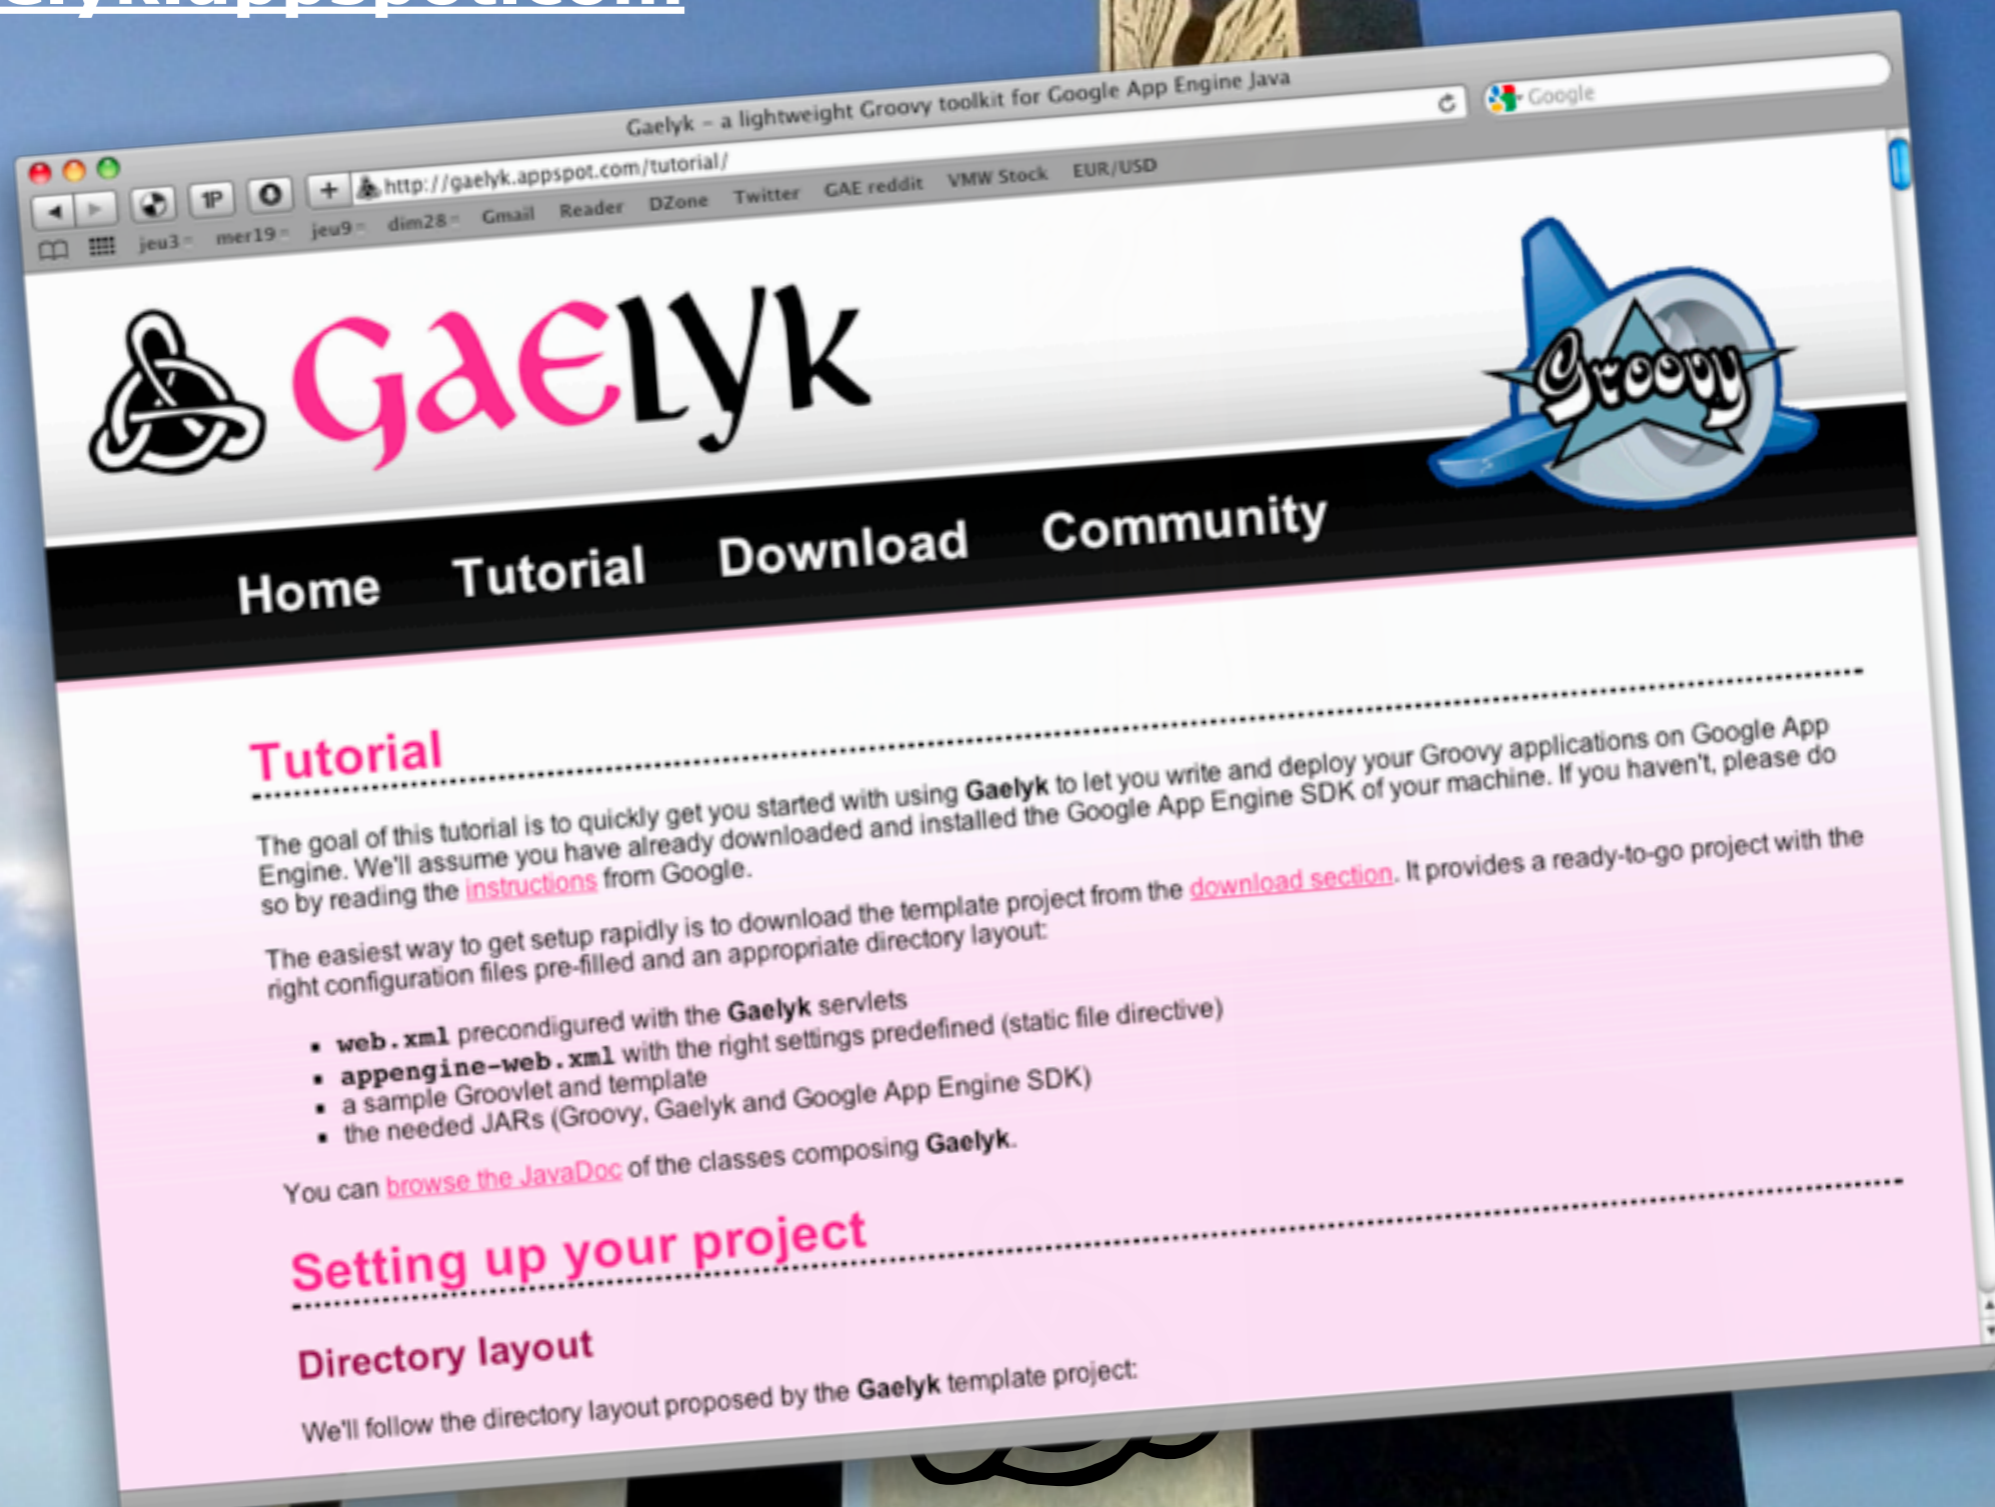 elyk.appspot.com
Gaelyk – a lightweight Groovy toolkit for Google App Engine Java
http://gaelyk.appspot.com/tutorial/
Google
1P
jeu3 mer19 jeu9 dim28 Gmail Reader DZone Twitter GAE reddit VMW Stock EUR/USD
Gaelyk
Groovy
Home Tutorial Download Community
Tutorial
The goal of this tutorial is to quickly get you started with using Gaelyk to let you write and deploy your Groovy applications on Google App
Engine. We'll assume you have already downloaded and installed the Google App Engine SDK of your machine. If you haven't, please do
so by reading the instructions from Google.
The easiest way to get setup rapidly is to download the template project from the download section. It provides a ready-to-go project with the
right configuration files pre-filled and an appropriate directory layout:
▪ web.xml precondigured with the Gaelyk servlets
▪ appengine-web.xml with the right settings predefined (static file directive)
▪ a sample Groovlet and template
▪ the needed JARs (Groovy, Gaelyk and Google App Engine SDK)
You can browse the JavaDoc of the classes composing Gaelyk.
Setting up your project
Directory layout
We'll follow the directory layout proposed by the Gaelyk template project: